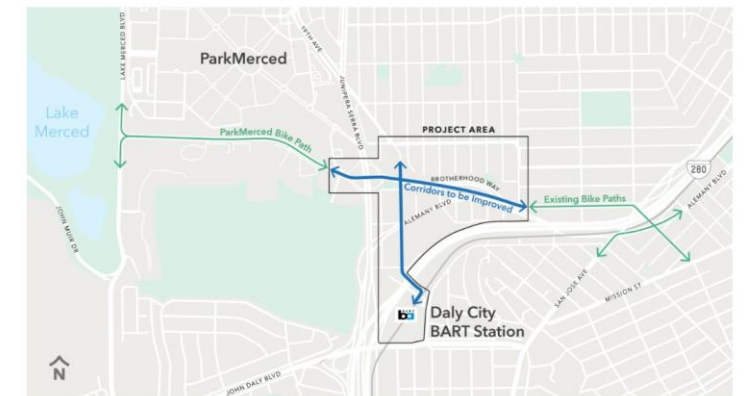 LAKE MERCED BLVD
19TH AVE
ParkMerced
JUNIPERA SERRA BLVD
Lake
Merced
ParkMerced Bike Path
PROJECT AREA
BROTHERHOOD WAY
Corridors to be Improved
280
ALEMANY BLVD
Existing Bike Paths
ALEMANY BLVD
JOHN MUIR DR
SAN JOSE AVE
MISSION ST
ba
Daly City
BART Station
N
JOHN DALY BLVD